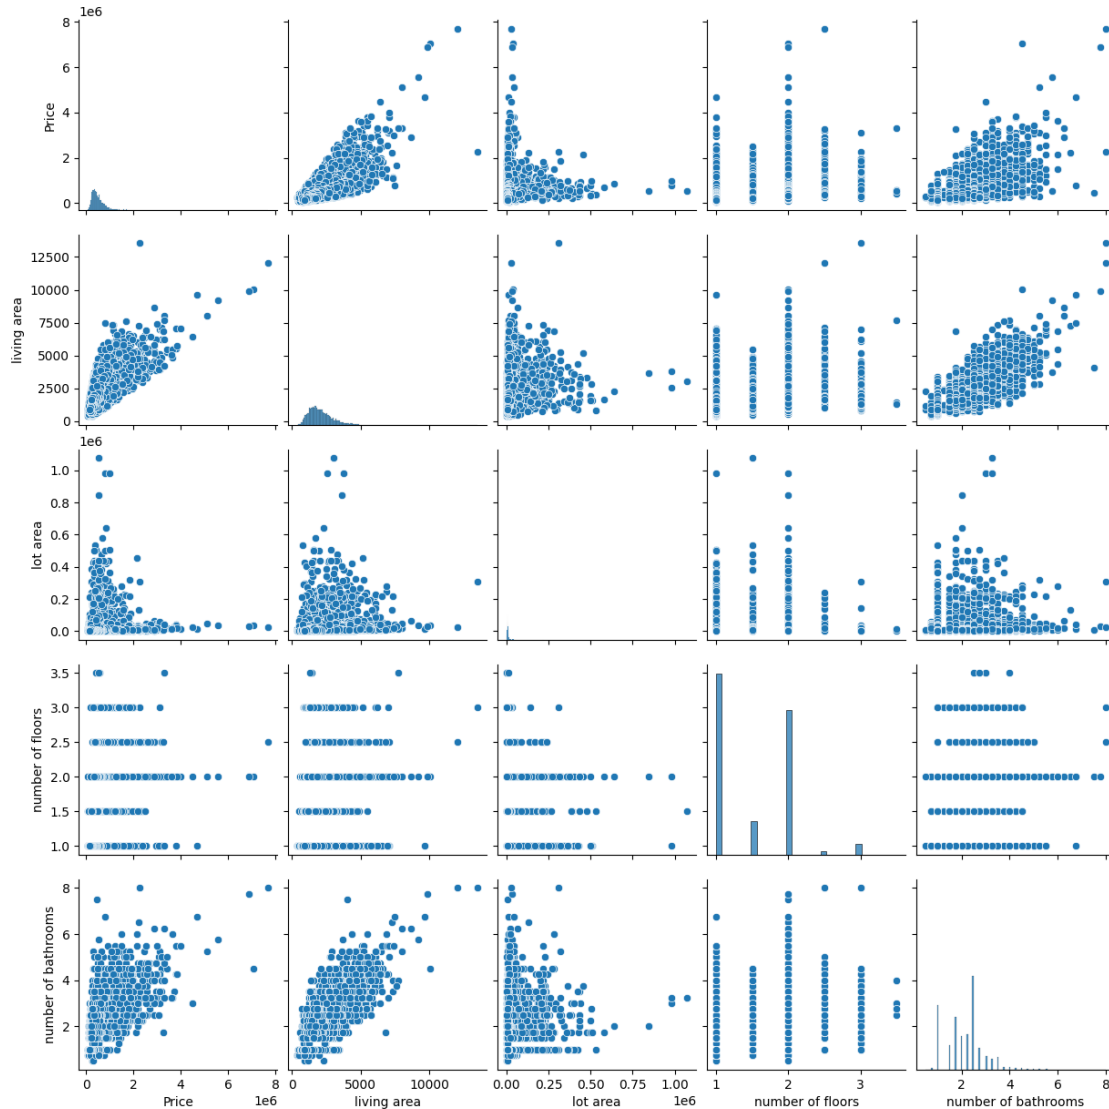 1e6
8
6
4
2
0
Price
12500
10000
7500
5000
2500
0
living area
1e6
1.0
0.8
0.6
0.4
0.2
0.0
lot area
3.5
3.0
2.5
2.0
1.5
1.0
number of floors
8
6
4
2
number of bathrooms
0 2 4 6 8 0 5000 10000 0.00 0.25 0.50 0.75 1.00 1 2 3 2 4 6 8
1e6 1e6
Price living area lot area number of floors number of bathrooms